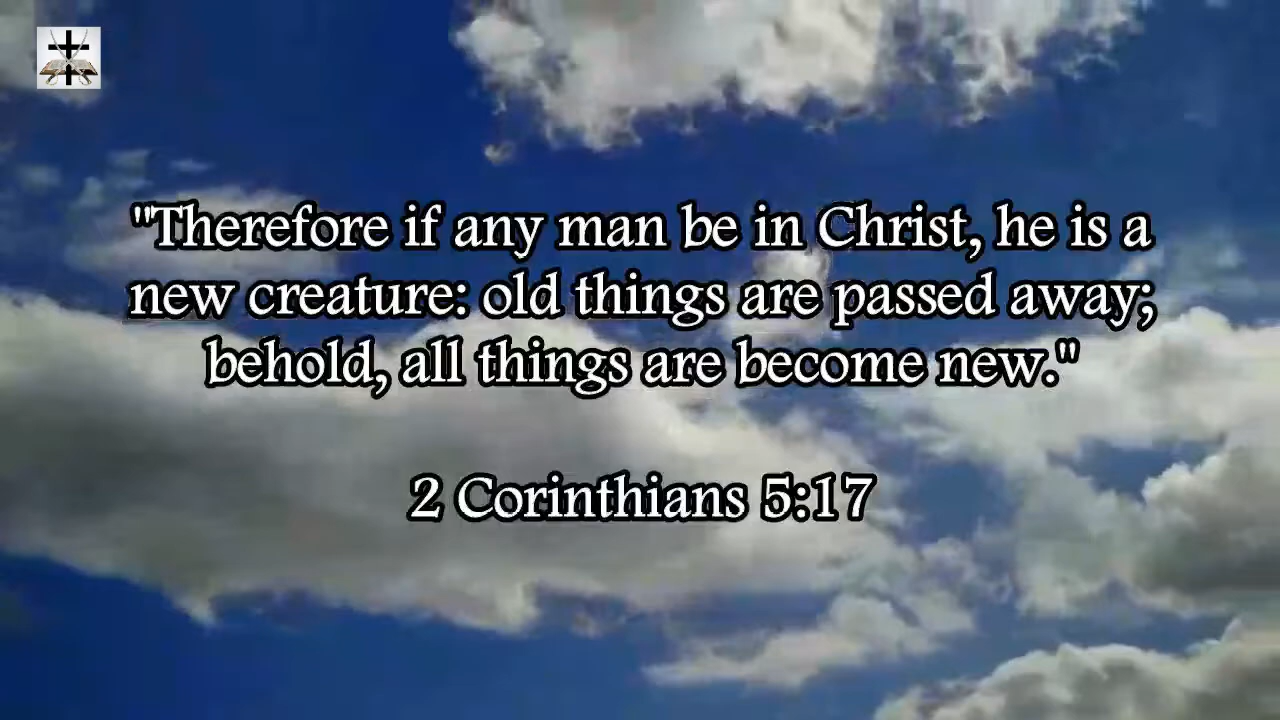 "Therefore if any man be in Christ, he is a
new creature: old things are passed away;
behold, all things are become new."
2 Corinthians 5:17